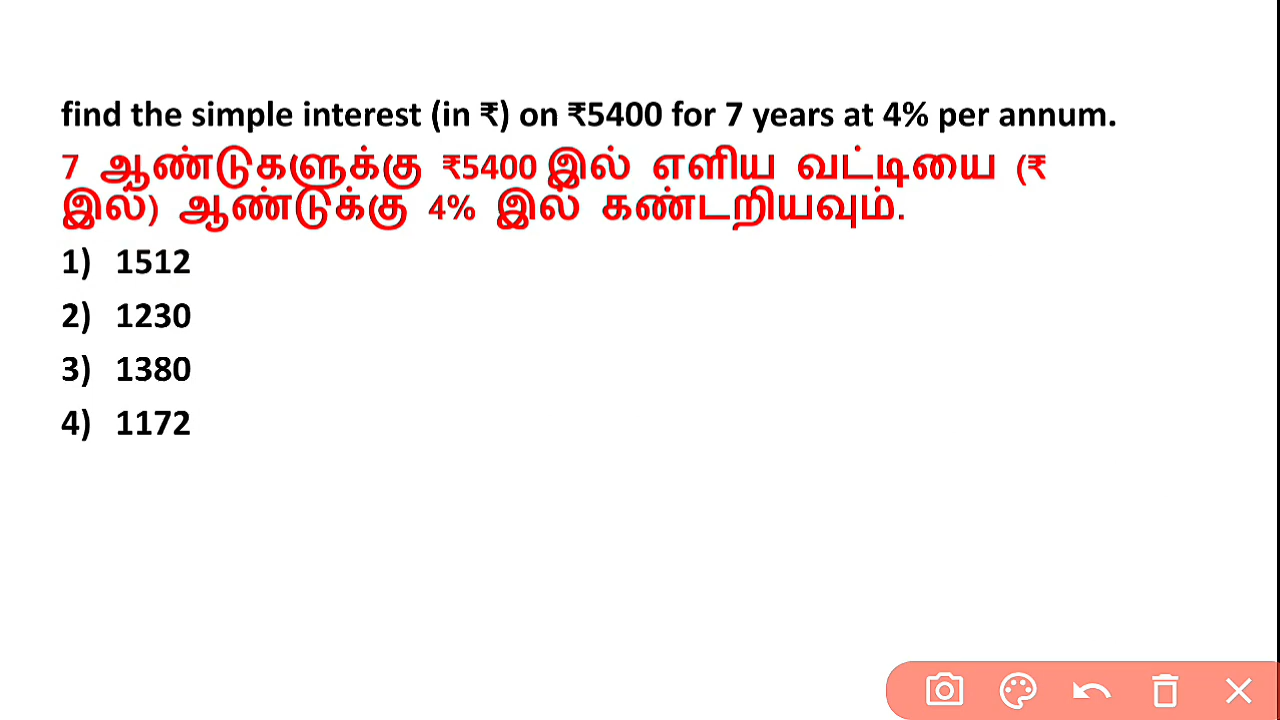 find the simple interest (in ₹) on ₹5400 for 7 years at 4% per annum.
7 ஆண்டுகளுக்கு ₹5400 இல் எளிய வட்டியை (₹
இல்) ஆண்டுக்கு 4% இல் கண்டறியவும்.
1) 1512
2) 1230
3) 1380
4) 1172